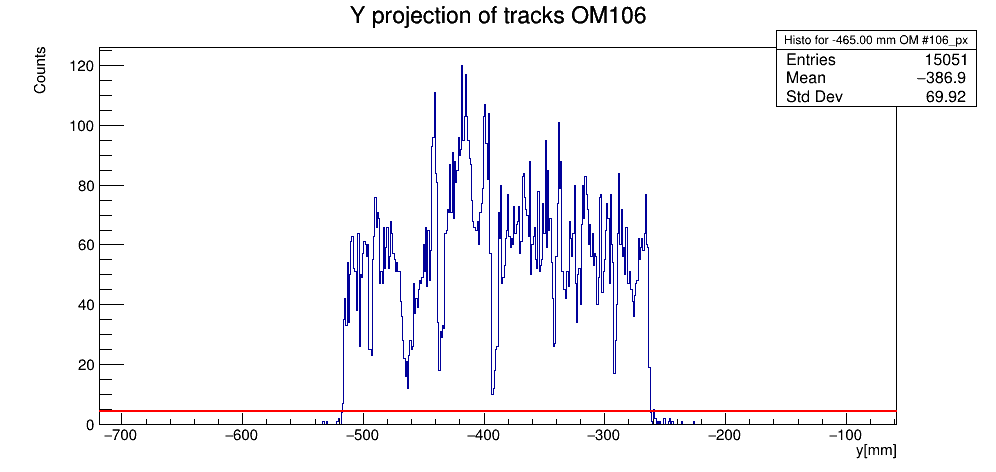 Y projection of tracks OM106
Histo for -465.00 mm OM #106_px
Entries 15051
Mean −386.9
Std Dev 69.92
Counts
120
100
80
60
40
20
0
−700 −600 −500 −400 −300 −200 −100
y[mm]